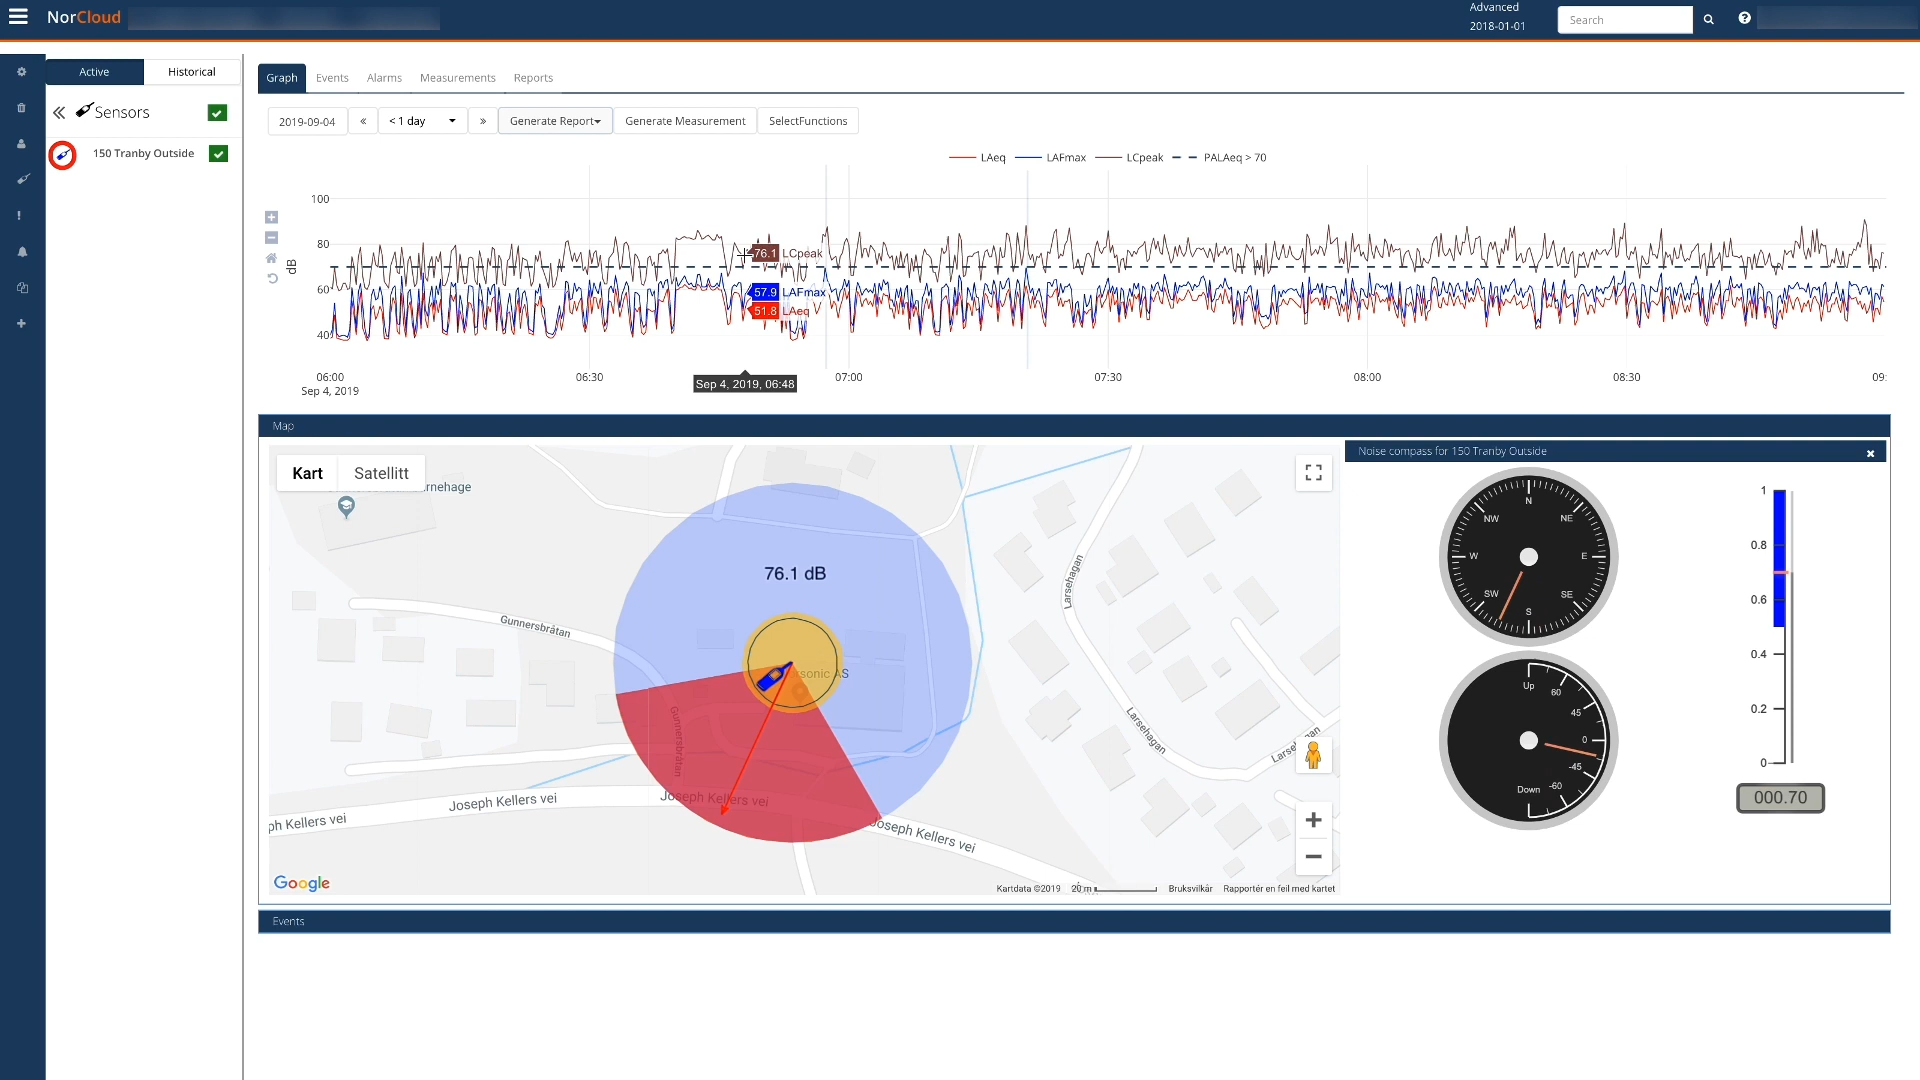 NorCloud
Advanced
2018-01-01
Search
Active
Historical
Sensors
150 Tranby Outside
Graph
Events
Alarms
Measurements
Reports
2019-09-04
«
< 1 day
»
Generate Report
Generate Measurement
SelectFunctions
LAeq
LAFmax
LCpeak
PALAeq > 70
100
80
60
40
dB
76.1 LCpeak
57.9 LAFmax
51.8 LAeq
06:00
Sep 4, 2019
06:30
Sep 4, 2019, 06:48
07:00
07:30
08:00
08:30
09:
Map
Kart
Satellitt
rnehage
76.1 dB
Gunnersbråtan
Gunnersbråtan
rsonic AS
Larsehagan
Larsehagan
Joseph Kellers vei
Joseph Kellers vei
Joseph Kellers vei
ph Kellers vei
Google
Kartdata ©2019
20 m
Bruksvilkår
Rapportér en feil med kartet
Noise compass for 150 Tranby Outside
N
NE
E
SE
S
SW
W
NW
Up
60
45
0
-45
-60
Down
1
0.8
0.6
0.4
0.2
0
000.70
Events